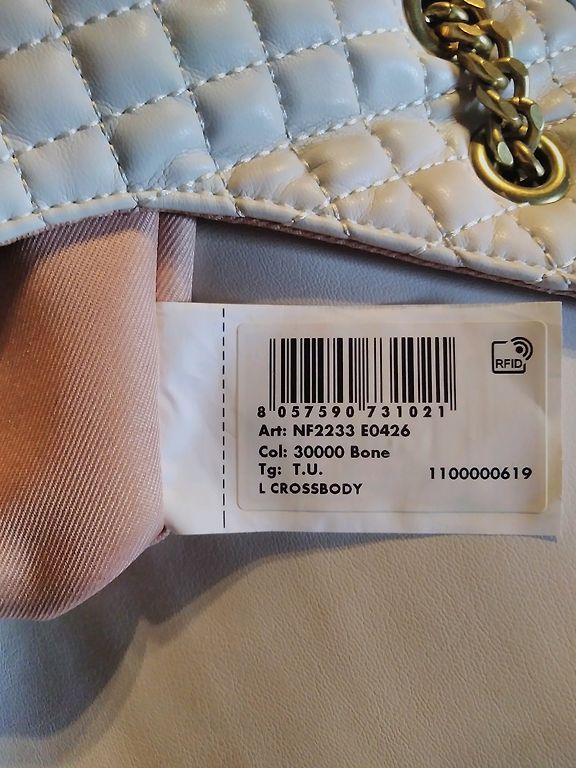 RFID
8 057590 731021
Art: NF2233 E0426
Col: 30000 Bone
Tg: T.U. 1100000619
L CROSSBODY